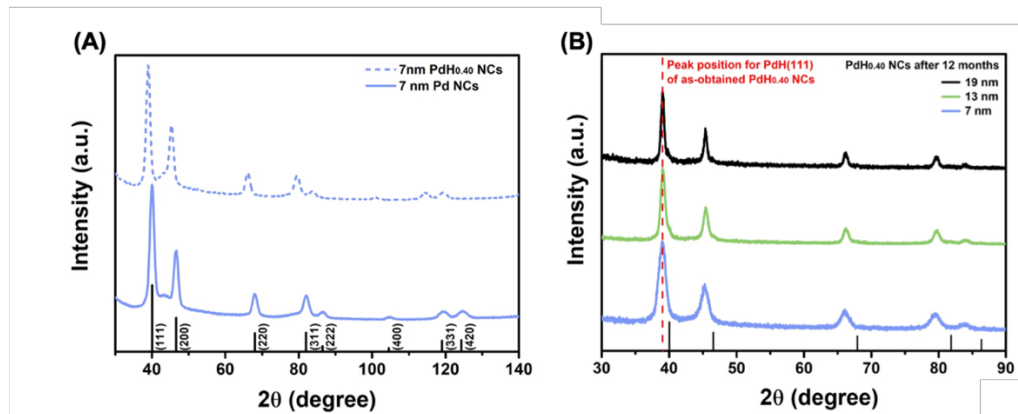 (A)
7nm PdH0.40 NCs
7 nm Pd NCs
Intensity (a.u.)
(111)
(200)
(220)
(311)
(222)
(400)
(331)
(420)
40 60 80 100 120 140
2θ (degree)
(B)
Peak position for PdH(111)
of as-obtained PdH0.40 NCs
PdH0.40 NCs after 12 months
19 nm
13 nm
7 nm
Intensity (a.u.)
30 40 50 60 70 80 90
2θ (degree)